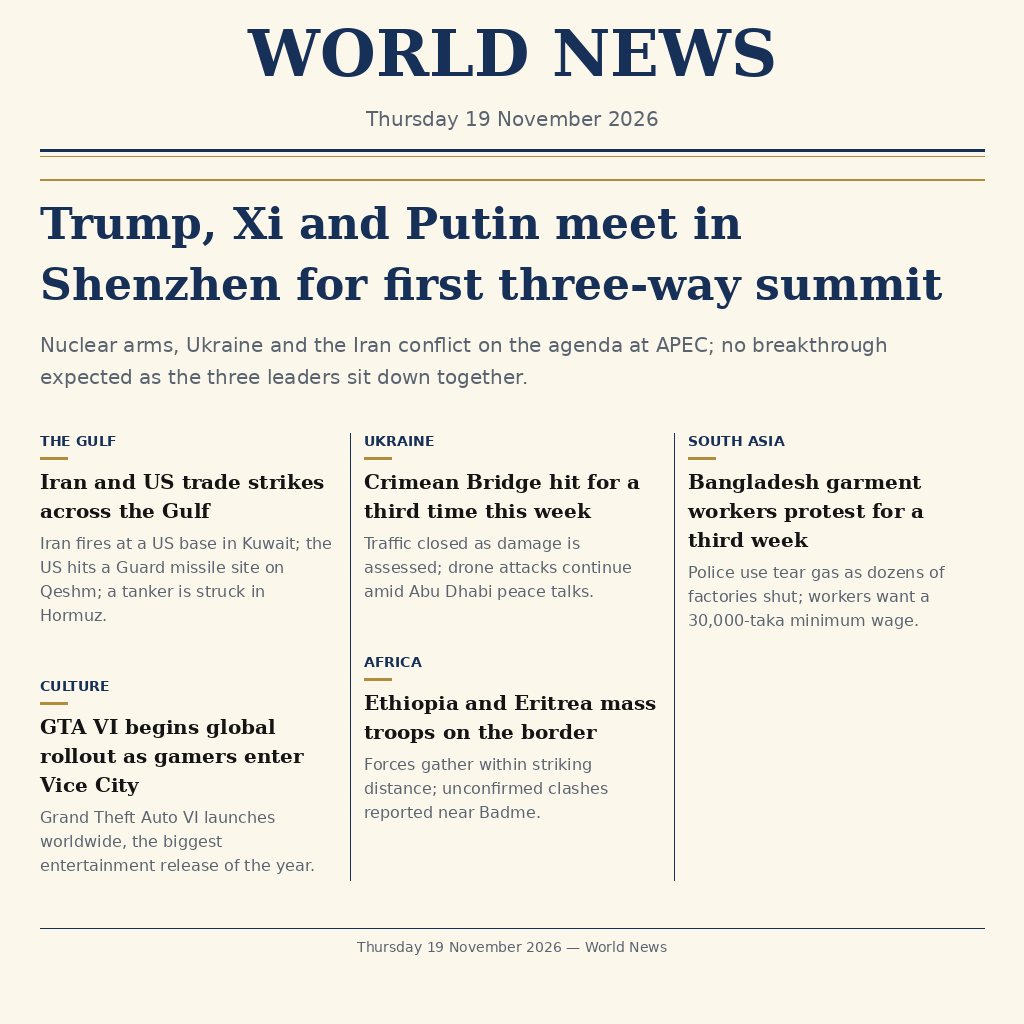 WORLD NEWS
Thursday 19 November 2026
Trump, Xi and Putin meet in
Shenzhen for first three-way summit
Nuclear arms, Ukraine and the Iran conflict on the agenda at APEC; no breakthrough
expected as the three leaders sit down together.
THE GULF
Iran and US trade strikes
across the Gulf
Iran fires at a US base in Kuwait; the
US hits a Guard missile site on
Qeshm; a tanker is struck in
Hormuz.
CULTURE
GTA VI begins global
rollout as gamers enter
Vice City
Grand Theft Auto VI launches
worldwide, the biggest
entertainment release of the year.
UKRAINE
Crimean Bridge hit for a
third time this week
Traffic closed as damage is
assessed; drone attacks continue
amid Abu Dhabi peace talks.
AFRICA
Ethiopia and Eritrea mass
troops on the border
Forces gather within striking
distance; unconfirmed clashes
reported near Badme.
SOUTH ASIA
Bangladesh garment
workers protest for a
third week
Police use tear gas as dozens of
factories shut; workers want a
30,000-taka minimum wage.
Thursday 19 November 2026 — World News